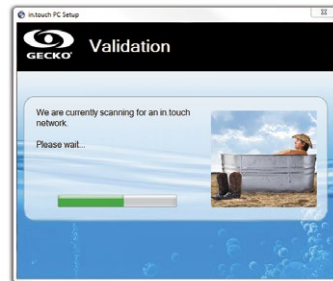 in.touch PC Setup
GECKO
Validation
We are currently scanning for an in.touch
network.
Please wait...